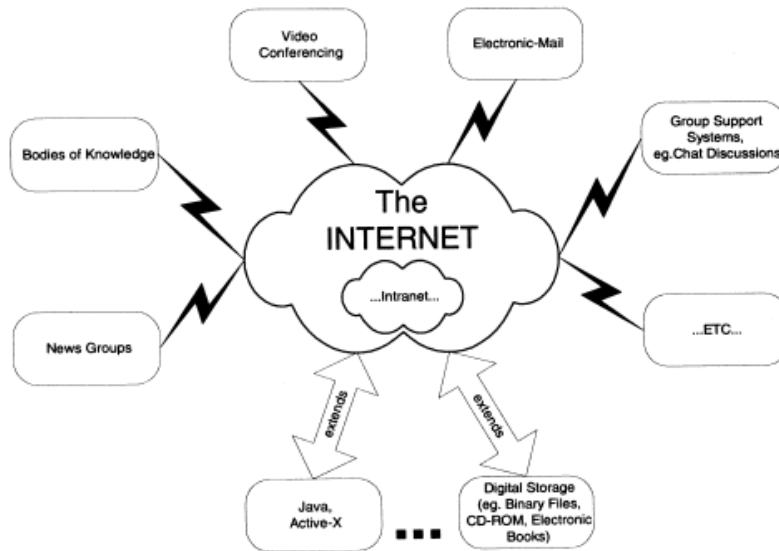 Video
Conferencing
Electronic-Mail
Bodies of Knowledge
Group Support
Systems,
eg.Chat Discussions
The
INTERNET
...Intranet...
News Groups
...ETC...
extends
extends
Java,
Active-X
Digital Storage
(eg. Binary Files,
CD-ROM, Electronic
Books)